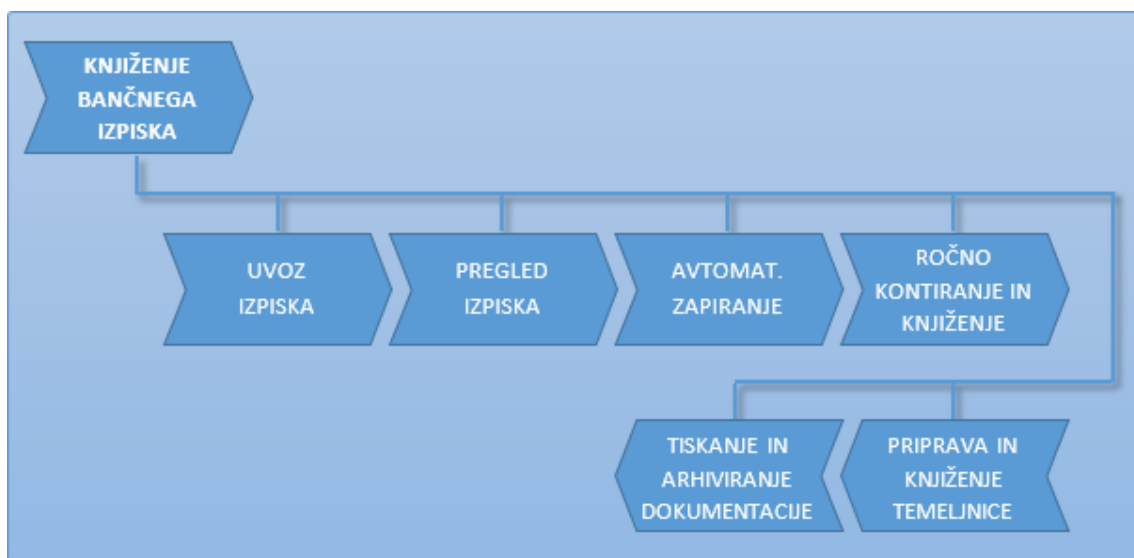 KNJIŽENJE
BANČNEGA
IZPISKA
UVOZ
IZPISKA
PREGLED
IZPISKA
AVTOMAT.
ZAPIRANJE
ROČNO
KONTIRANJE IN
KNJIŽENJE
TISKANJE IN
ARHIVIRANJE
DOKUMENTACIJE
PRIPRAVA IN
KNJIŽENJE
TEMELJNICE